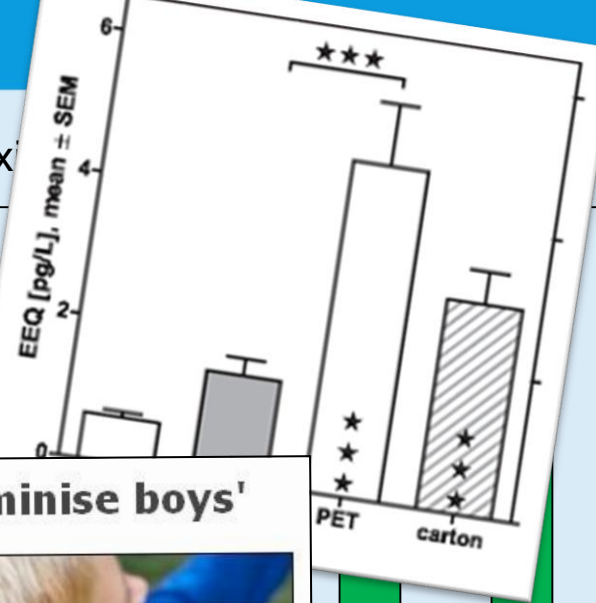 6
★★★
EEQ [pg/L], mean ± SEM
4
2
0
★
★
★
★
★
★
PET
carton
minise boys'